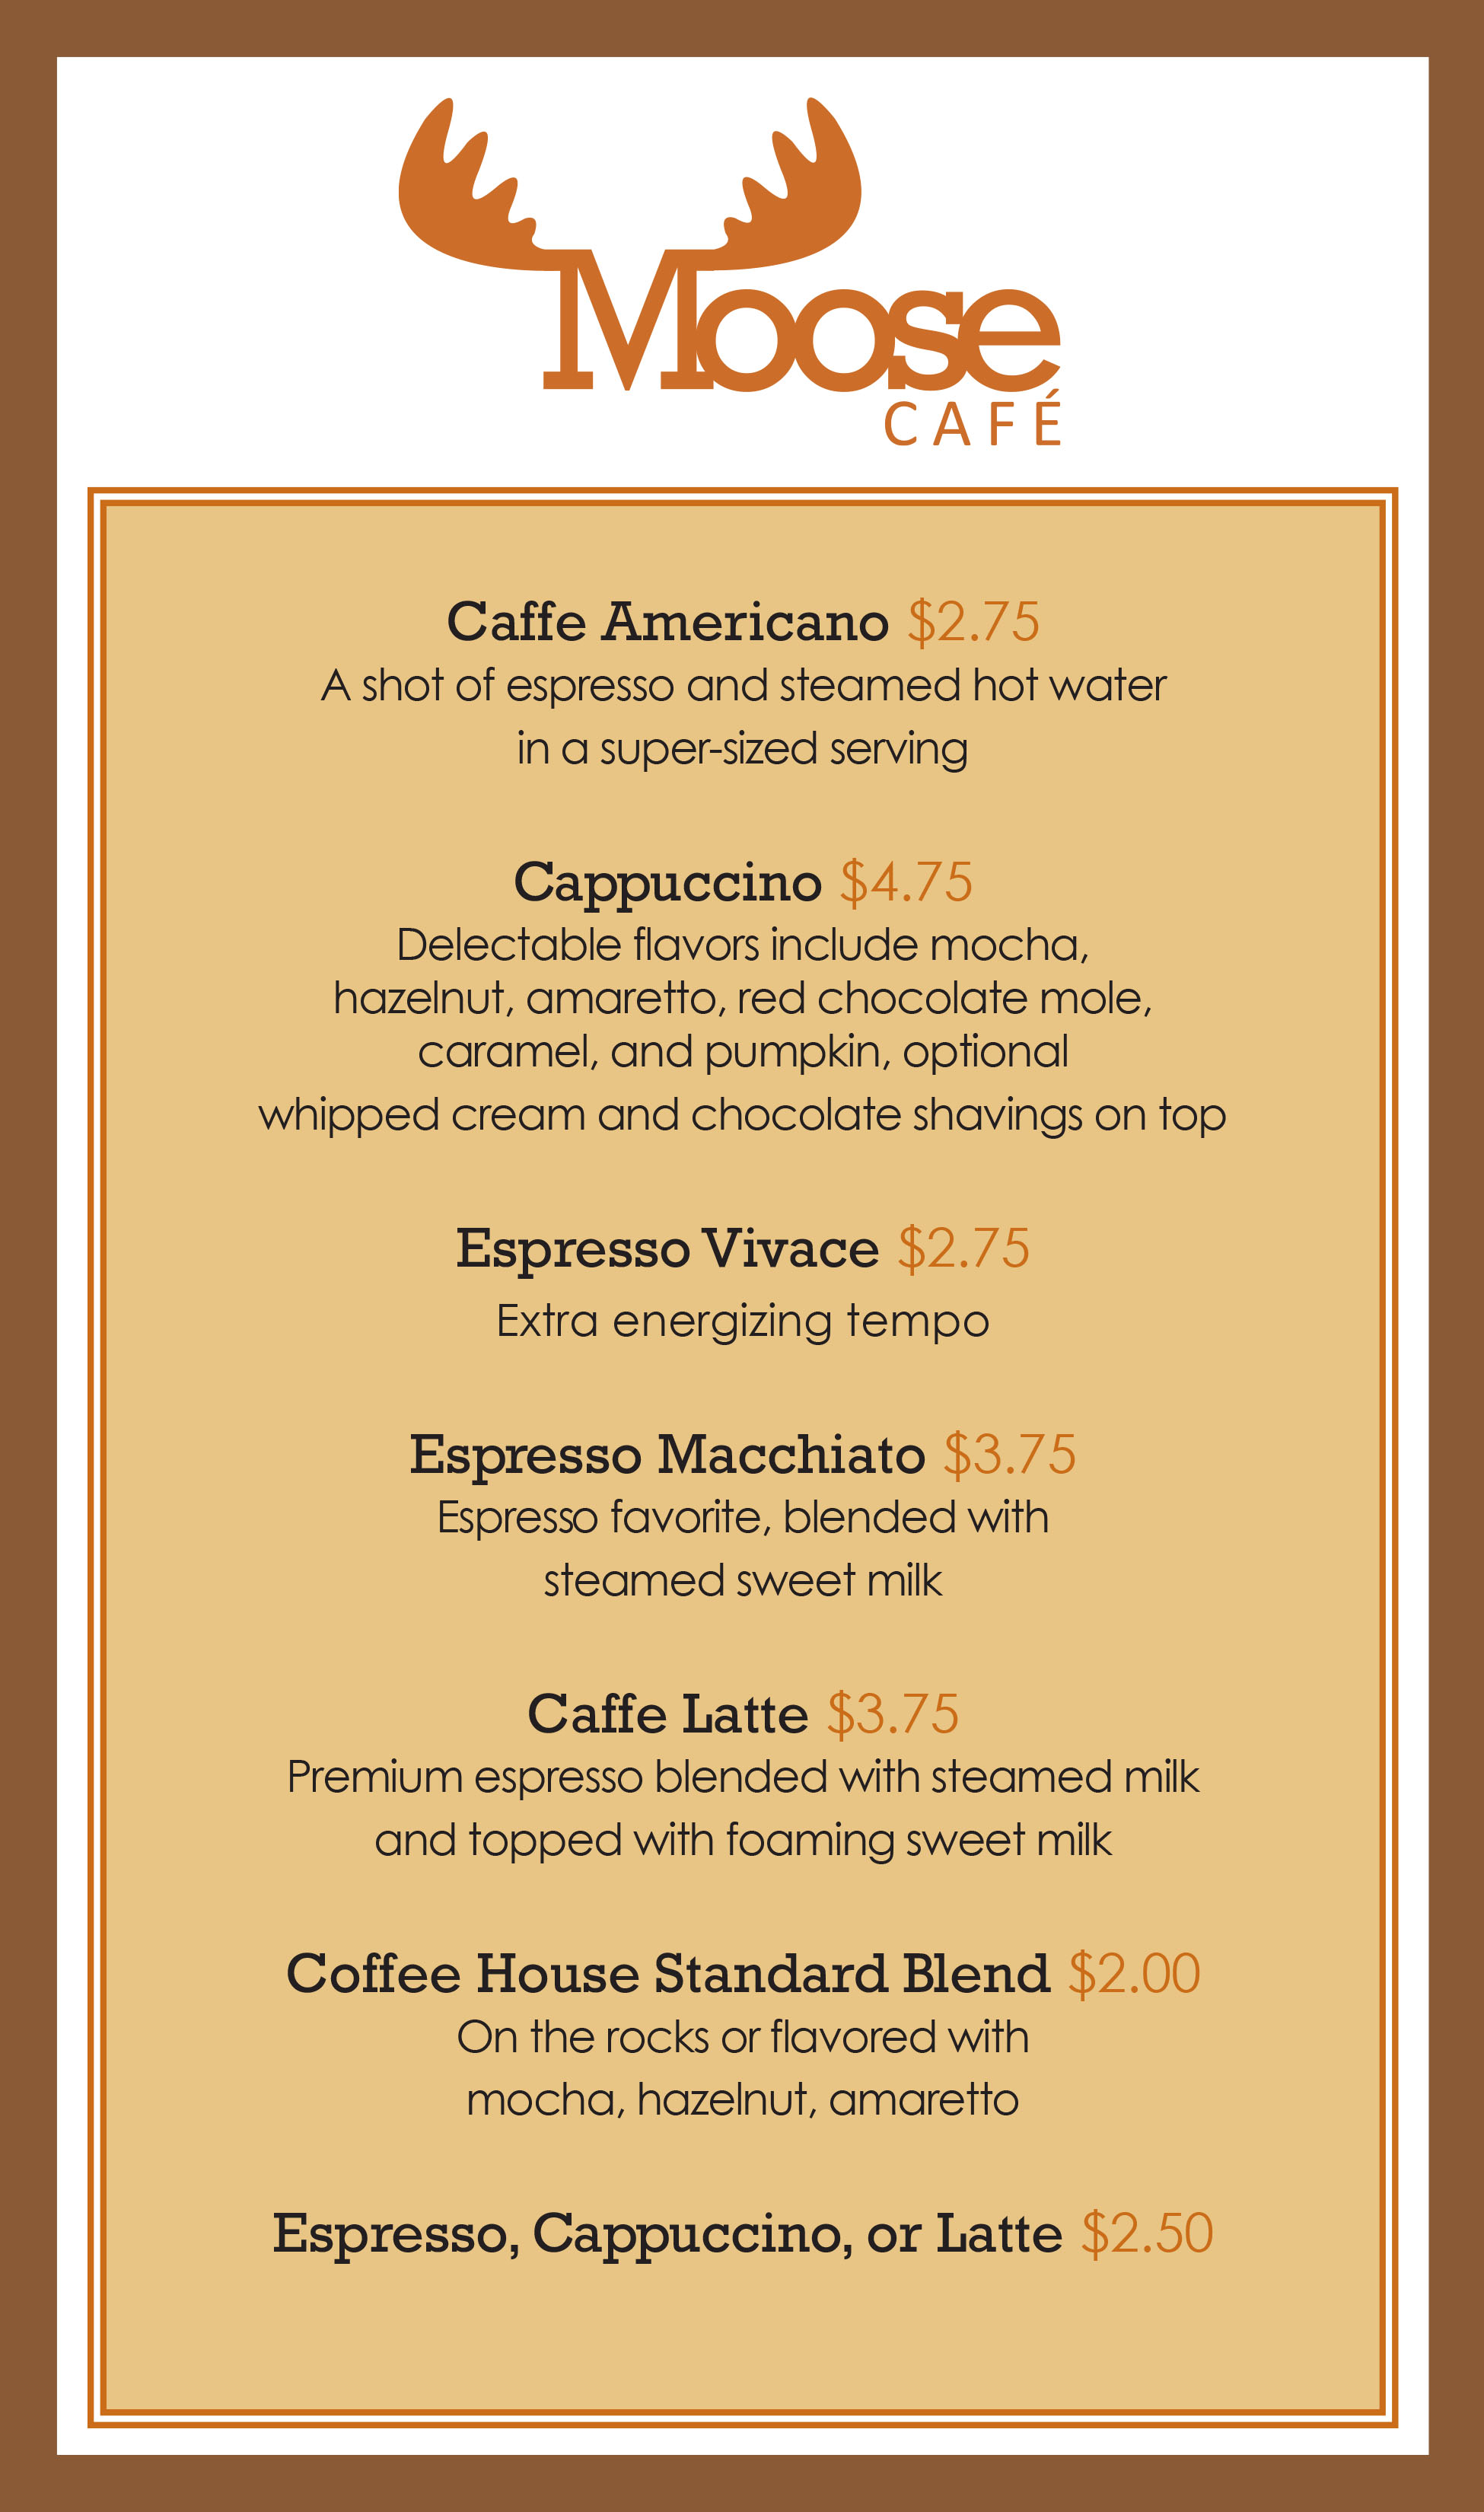 Moose
CAFÉ
Caffe Americano $2.75
A shot of espresso and steamed hot water
in a super-sized serving
Cappuccino $4.75
Delectable flavors include mocha,
hazelnut, amaretto, red chocolate mole,
caramel, and pumpkin, optional
whipped cream and chocolate shavings on top
Espresso Vivace $2.75
Extra energizing tempo
Espresso Macchiato $3.75
Espresso favorite, blended with
steamed sweet milk
Caffe Latte $3.75
Premium espresso blended with steamed milk
and topped with foaming sweet milk
Coffee House Standard Blend $2.00
On the rocks or flavored with
mocha, hazelnut, amaretto
Espresso, Cappuccino, or Latte $2.50